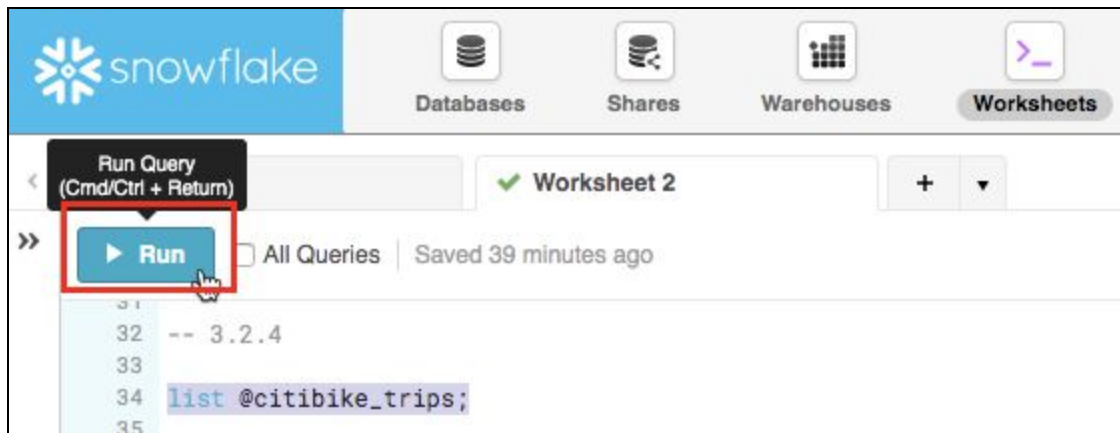 snowflake
Databases
Shares
Warehouses
Worksheets
Run Query
(Cmd/Ctrl + Return)
Worksheet 2
+
Run
All Queries
Saved 39 minutes ago
31
32 -- 3.2.4
33
34 list @citibike_trips;
35